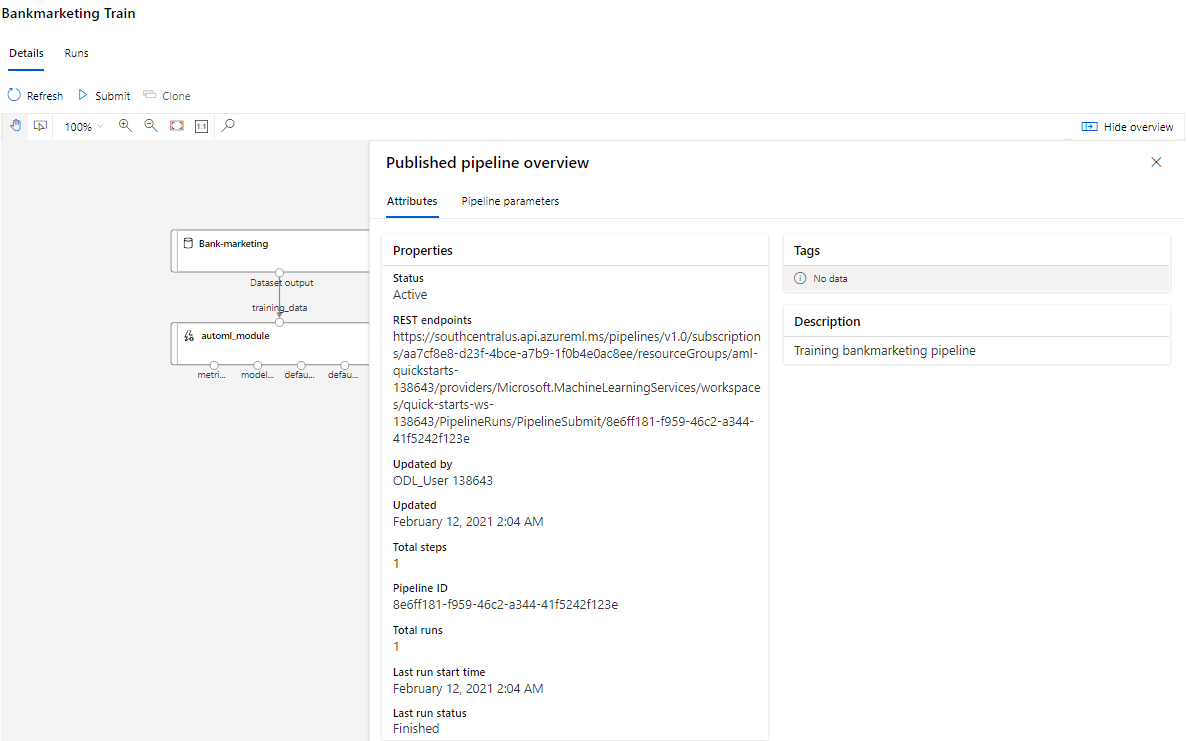 Bankmarketing Train
Details Runs
Refresh Submit Clone
100% 1:1 Hide overview
Bank-marketing
Dataset output
training_data
automl_module
metri... model... defau... defau...
Published pipeline overview
Attributes Pipeline parameters
Properties
Status
Active
REST endpoints
https://southcentralus.api.azureml.ms/pipelines/v1.0/subscription
s/aa7cf8e8-d23f-4bce-a7b9-1f0b4e0ac8ee/resourceGroups/aml-
quickstarts-
138643/providers/Microsoft.MachineLearningServices/workspace
s/quick-starts-ws-
138643/PipelineRuns/PipelineSubmit/8e6ff181-f959-46c2-a344-
41f5242f123e
Updated by
ODL_User 138643
Updated
February 12, 2021 2:04 AM
Total steps
1
Pipeline ID
8e6ff181-f959-46c2-a344-41f5242f123e
Total runs
1
Last run start time
February 12, 2021 2:04 AM
Last run status
Finished
Tags
No data
Description
Training bankmarketing pipeline